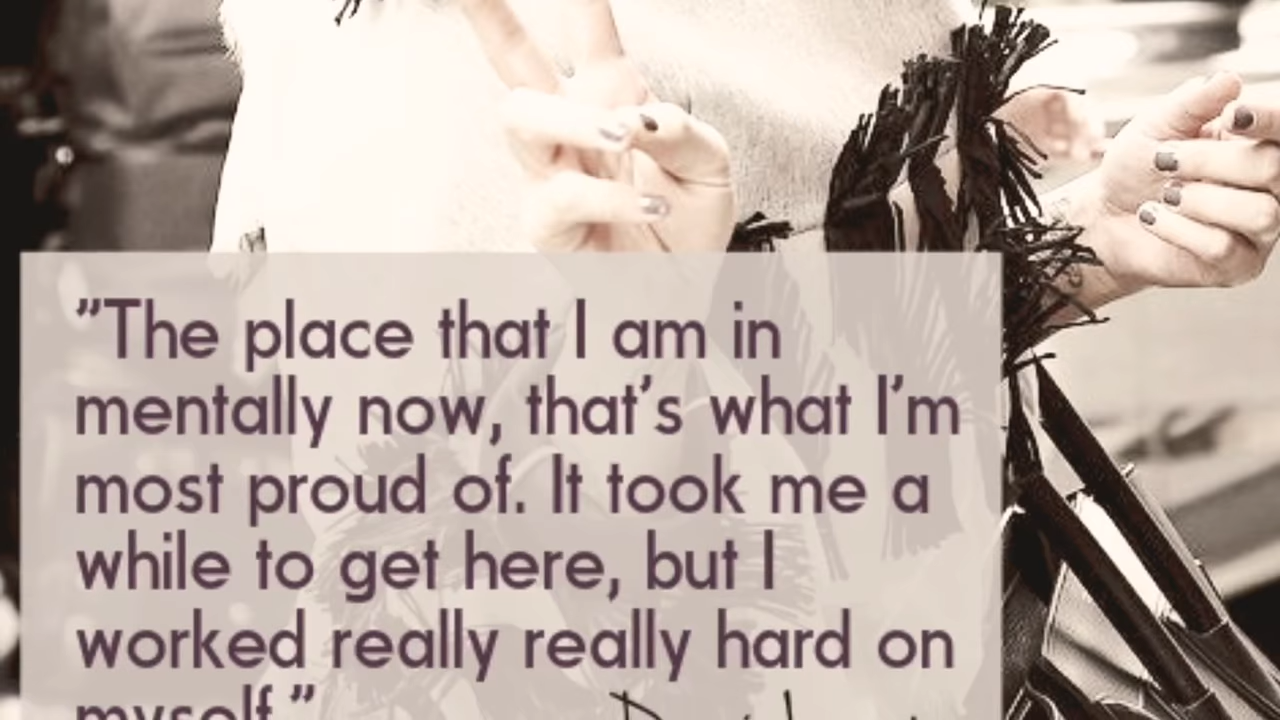 ”The place that I am in
mentally now, that’s what I’m
most proud of. It took me a
while to get here, but I
worked really really hard on
myself.”